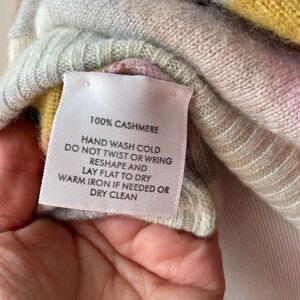 100% CASHMERE
HAND WASH COLD
DO NOT TWIST OR WRING
RESHAPE AND
LAY FLAT TO DRY
WARM IRON IF NEEDED OR
DRY CLEAN